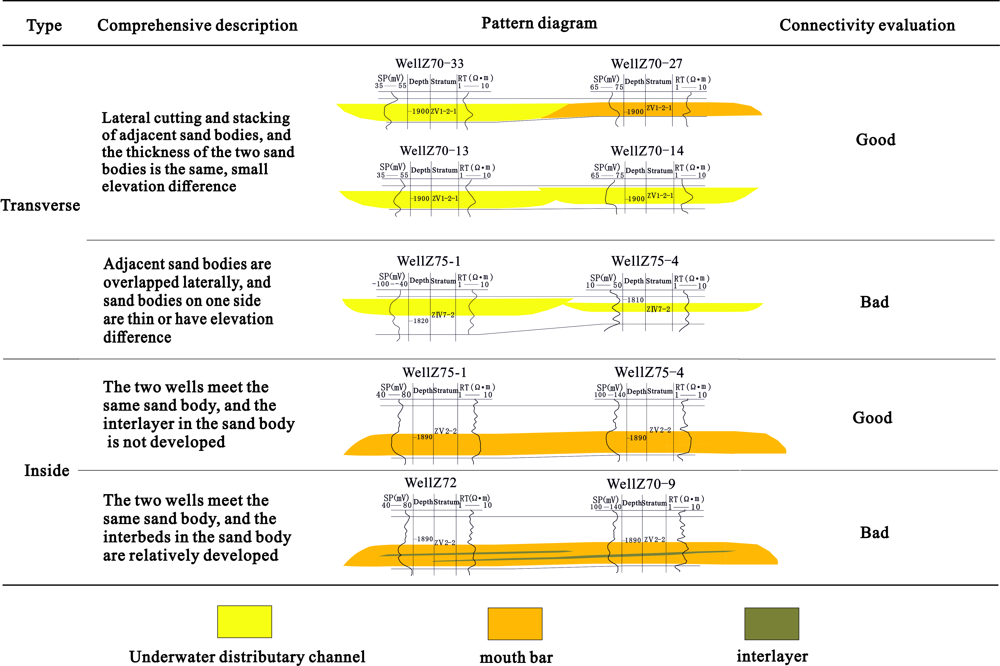 Type Comprehensive description Pattern diagram Connectivity evaluation
Transverse
Lateral cutting and stacking
of adjacent sand bodies, and
the thickness of the two sand
bodies is the same, small
elevation difference
WellZ70-33 WellZ70-27
SP(mV) Depth Stratum RT(Ω•m) SP(mV) Depth Stratum RT(Ω•m)
35 — 55 1 — 10 65 — 75 1 — 10
1900 ZV1-2-1 1900 ZV1-2-1
Good
WellZ70-13 WellZ70-14
SP(mV) Depth Stratum RT(Ω•m) SP(mV) Depth Stratum RT(Ω•m)
35 — 55 1 — 10 65 — 75 1 — 10
1900 ZV1-2-1 1900 ZV1-2-1
Adjacent sand bodies are
overlapped laterally, and
sand bodies on one side
are thin or have elevation
difference
WellZ75-1 WellZ75-4
SP(mV) Depth Stratum RT(Ω•m) SP(mV) Depth Stratum RT(Ω•m)
-100--40 1 — 10 10 — 50 1 — 10
1820 ZIV7-2 1810 ZIV7-2
Bad
Inside
The two wells meet the
same sand body, and the
interlayer in the sand body
is not developed
WellZ75-1 WellZ75-4
SP(mV) Depth Stratum RT(Ω•m) SP(mV) Depth Stratum RT(Ω•m)
40 — 80 1 — 10 100 — 140 1 — 10
1890 ZV2-2 1890 ZV2-2
Good
The two wells meet the
same sand body, and the
interbeds in the sand body
are relatively developed
WellZ72 WellZ70-9
SP(mV) Depth Stratum RT(Ω•m) SP(mV) Depth Stratum RT(Ω•m)
40 — 80 1 — 10 100 — 140 1 — 10
1890 ZV2-2 1890 ZV2-2
Bad
Underwater distributary channel mouth bar interlayer